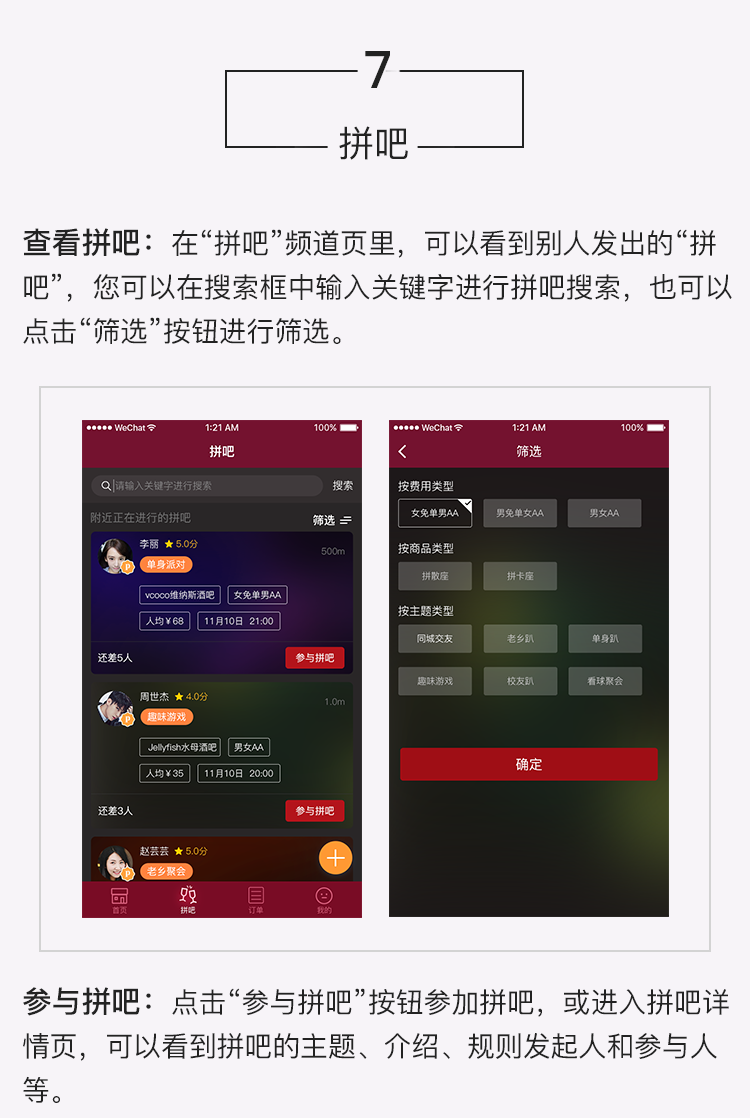 7
拼吧
查看拼吧：在“拼吧”频道页里，可以看到别人发出的“拼
吧”，您可以在搜索框中输入关键字进行拼吧搜索，也可以
点击“筛选”按钮进行筛选。
WeChat 1:21 AM 100%
拼吧
请输入关键字进行搜索 搜索
附近正在进行的拼吧 筛选
李丽 5.0分 500m
单身派对
vcoco维纳斯酒吧 女免单男AA
人均￥68 11月10日 21:00
还差5人 参与拼吧
周世杰 4.0分 1.0m
趣味游戏
Jellyfish水母酒吧 男女AA
人均￥35 11月10日 20:00
还差3人 参与拼吧
赵芸芸 5.0分
老乡聚会
首页 拼吧 订单 我的
WeChat 1:21 AM 100%
筛选
按费用类型
女免单男AA 男免单女AA 男女AA
按商品类型
拼散座 拼卡座
按主题类型
同城交友 老乡趴 单身趴
趣味游戏 校友趴 看球聚会
确定
参与拼吧：点击“参与拼吧”按钮参加拼吧，或进入拼吧详
情页，可以看到拼吧的主题、介绍、规则发起人和参与人
等。